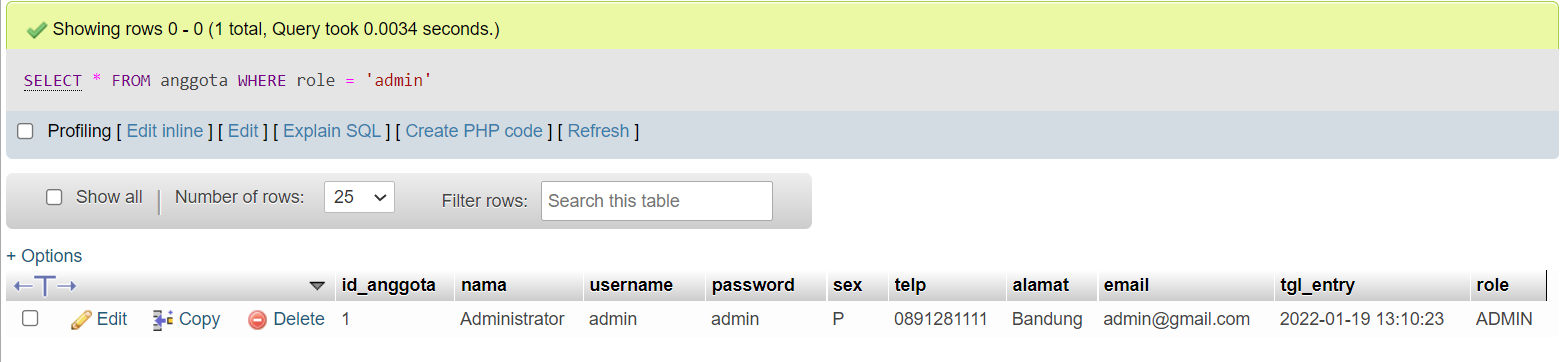 Showing rows 0 - 0 (1 total, Query took 0.0034 seconds.)
SELECT * FROM anggota WHERE role = 'admin'
Profiling [ Edit inline ] [ Edit ] [ Explain SQL ] [ Create PHP code ] [ Refresh ]
Show all | Number of rows: 25 Filter rows: Search this table
+ Options
←T→ id_anggota nama username password sex telp alamat email tgl_entry role
Edit Copy Delete 1 Administrator admin admin P 0891281111 Bandung admin@gmail.com 2022-01-19 13:10:23 ADMIN